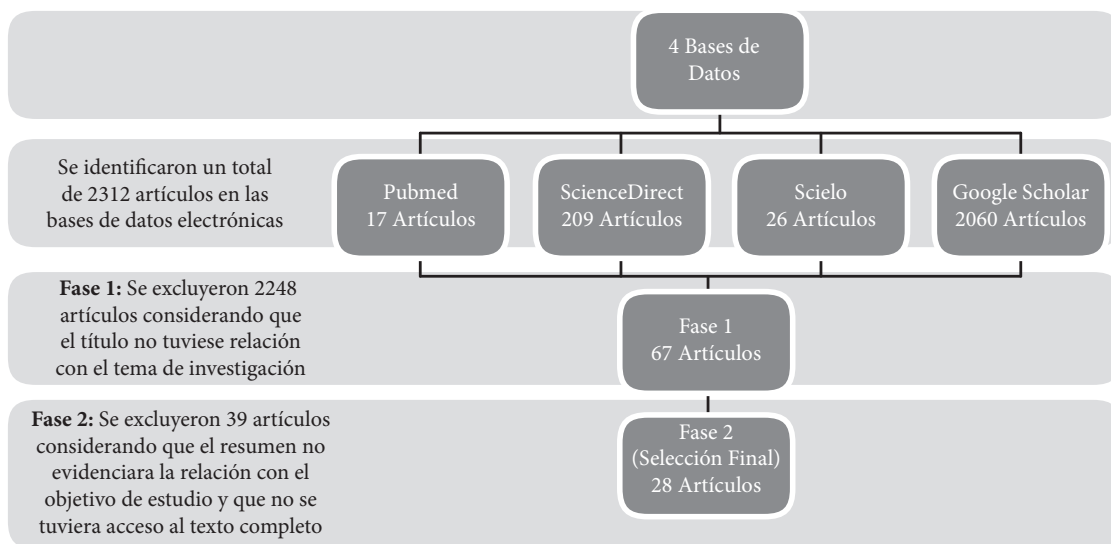 4 Bases de
Datos
Se identificaron un total
de 2312 artículos en las
bases de datos electrónicas
Pubmed
17 Artículos
ScienceDirect
209 Artículos
Scielo
26 Artículos
Google Scholar
2060 Artículos
Fase 1: Se excluyeron 2248
artículos considerando que
el título no tuviese relación
con el tema de investigación
Fase 1
67 Artículos
Fase 2: Se excluyeron 39 artículos
considerando que el resumen no
evidenciara la relación con el
objetivo de estudio y que no se
tuviera acceso al texto completo
Fase 2
(Selección Final)
28 Artículos